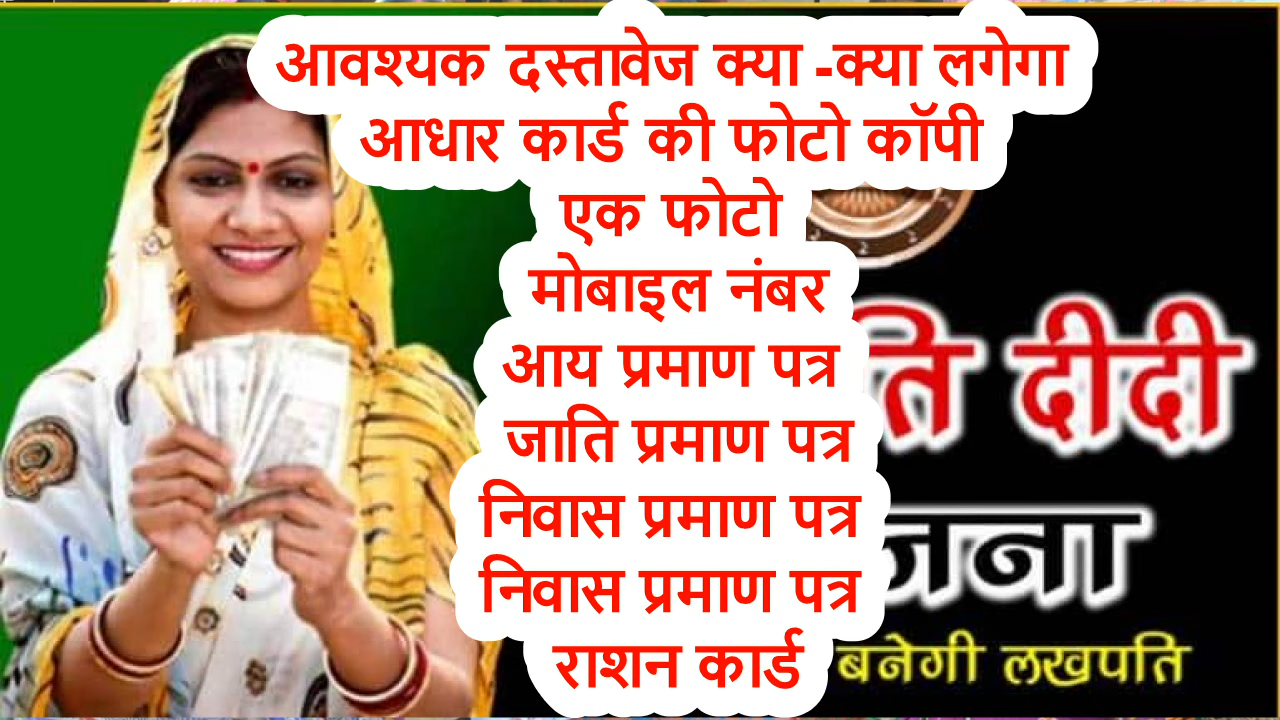 आवश्यक दस्तावेज क्या -क्या लगेगा
आधार कार्ड की फोटो कॉपी
एक फोटो
मोबाइल नंबर
आय प्रमाण पत्र
जाति प्रमाण पत्र
निवास प्रमाण पत्र
निवास प्रमाण पत्र
राशन कार्ड
दीदी
बनेगी लखपति